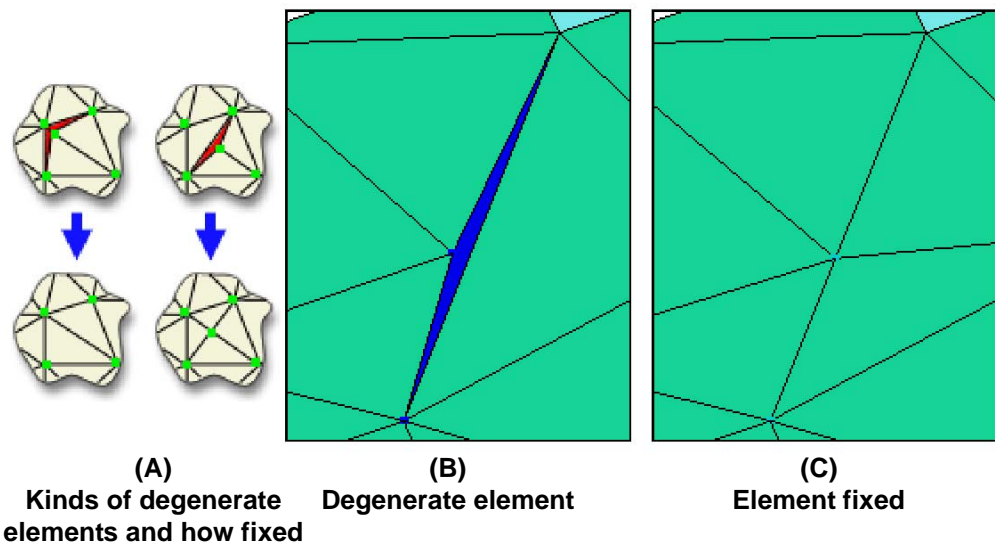 (A)
Kinds of degenerate
elements and how fixed
(B)
Degenerate element
(C)
Element fixed